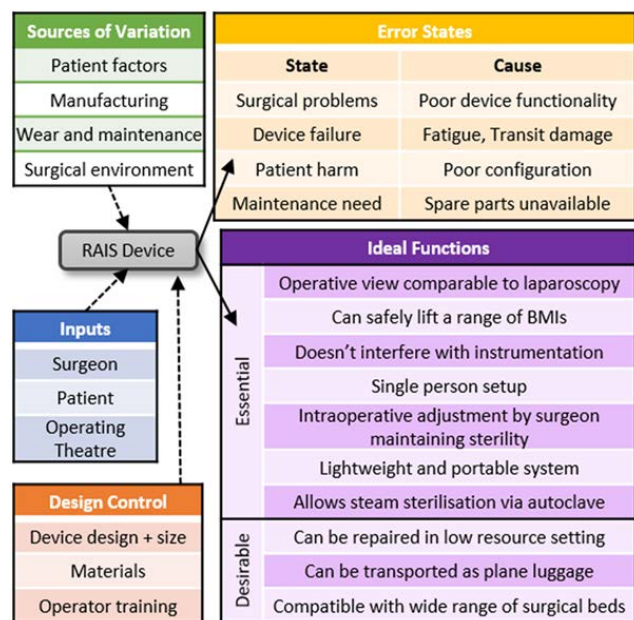 Sources of Variation
Patient factors
Manufacturing
Wear and maintenance
Surgical environment
Error States
State Cause
Surgical problems Poor device functionality
Device failure Fatigue, Transit damage
Patient harm Poor configuration
Maintenance need Spare parts unavailable
RAIS Device
Inputs
Surgeon
Patient
Operating
Theatre
Design Control
Device design + size
Materials
Operator training
Ideal Functions
Essential
Operative view comparable to laparoscopy
Can safely lift a range of BMIs
Doesn't interfere with instrumentation
Single person setup
Intraoperative adjustment by surgeon
maintaining sterility
Lightweight and portable system
Allows steam sterilisation via autoclave
Desirable
Can be repaired in low resource setting
Can be transported as plane luggage
Compatible with wide range of surgical beds